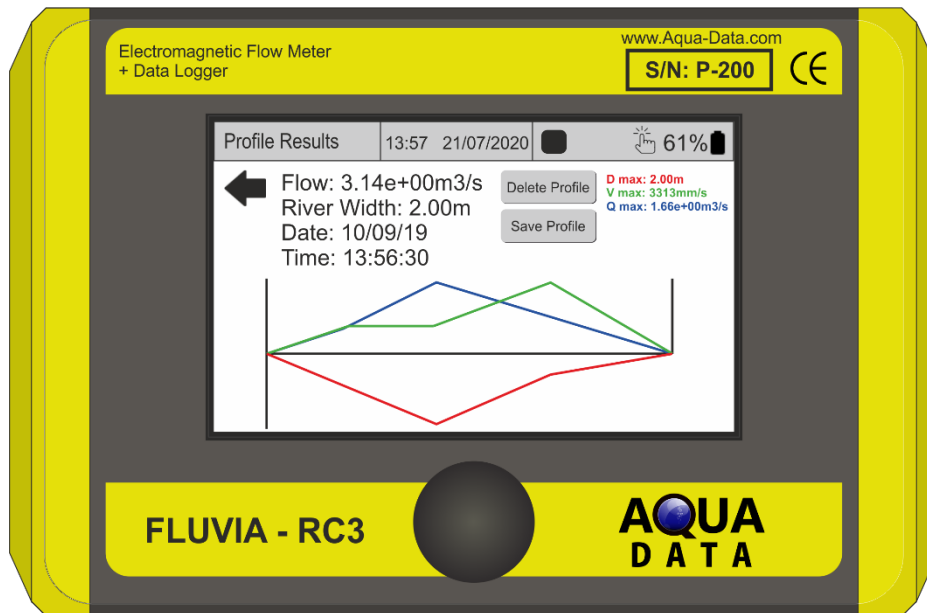 Electromagnetic Flow Meter
+ Data Logger
www.Aqua-Data.com
S/N: P-200
CE
Profile Results
13:57 21/07/2020
61%
Flow: 3.14e+00m3/s
River Width: 2.00m
Date: 10/09/19
Time: 13:56:30
Delete Profile
Save Profile
D max: 2.00m
V max: 3313mm/s
Q max: 1.66e+00m3/s
FLUVIA - RC3
AQUA
DATA